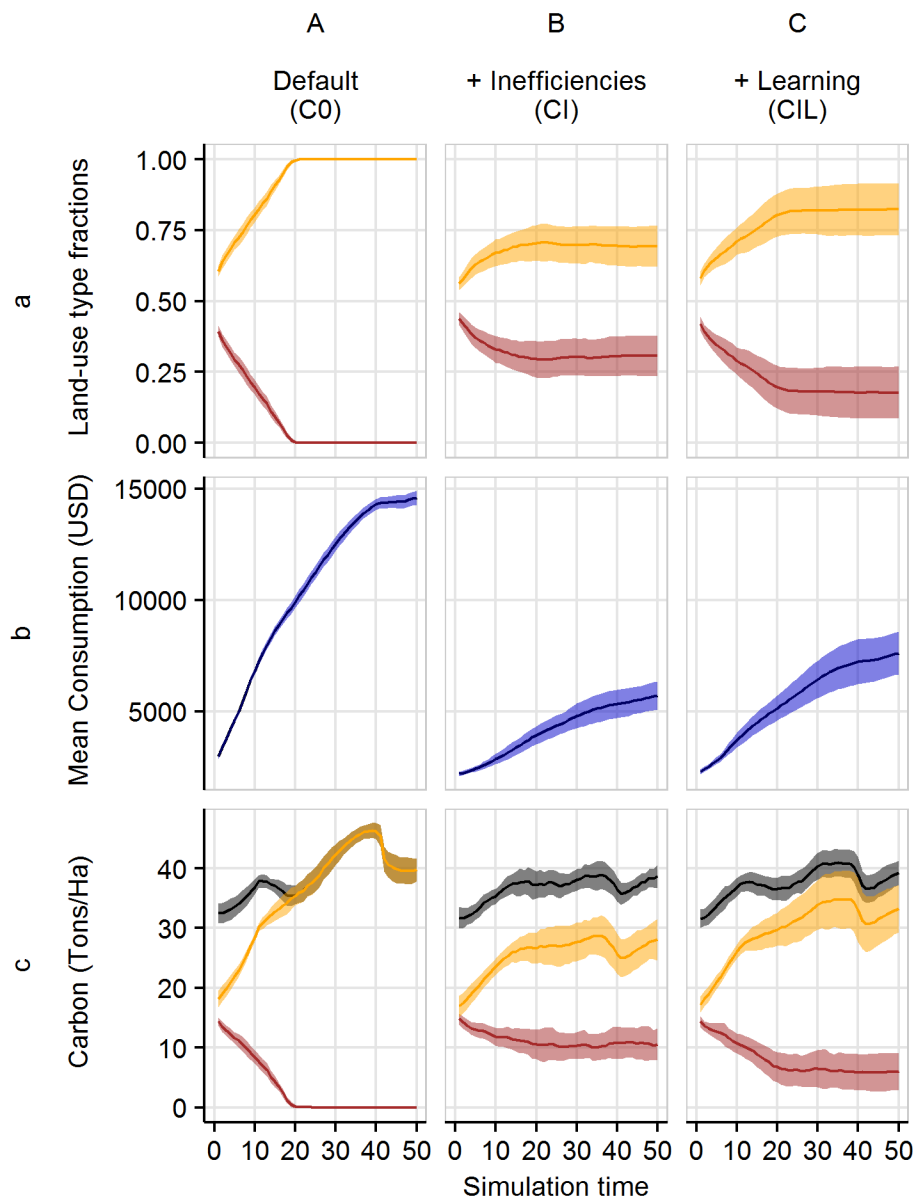 A B C
Default + Inefficiencies + Learning
(C0) (CI) (CIL)
a
Land-use type fractions
1.00
0.75
0.50
0.25
0.00
b
Mean Consumption (USD)
15000
10000
5000
c
Carbon (Tons/Ha)
40
30
20
10
0
0 10 20 30 40 50 0 10 20 30 40 50 0 10 20 30 40 50
Simulation time